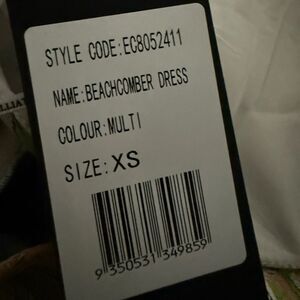 STYLE CODE:EC8052411
NAME:BEACHCOMBER DRESS
COLOUR:MULTI
SIZE:XS
9 350531 349859